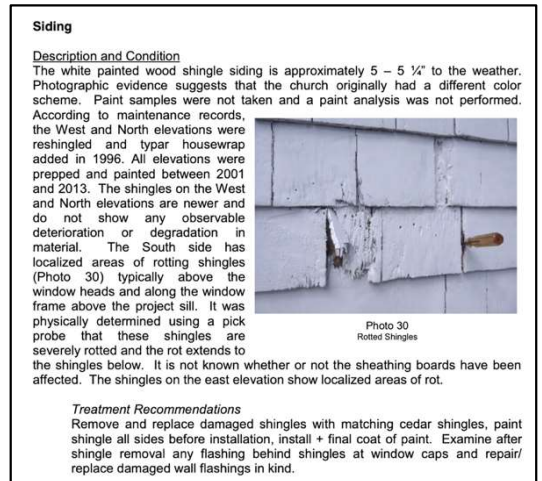 Siding
Description and Condition
The white painted wood shingle siding is approximately 5 – 5 ¼" to the weather.
Photographic evidence suggests that the church originally had a different color
scheme. Paint samples were not taken and a paint analysis was not performed.
According to maintenance records,
the West and North elevations were
reshingled and typar housewrap
added in 1996. All elevations were
prepped and painted between 2001
and 2013. The shingles on the West
and North elevations are newer and
do not show any observable
deterioration or degradation in
material. The South side has
localized areas of rotting shingles
(Photo 30) typically above the
window heads and along the window
frame above the project sill. It was
physically determined using a pick
probe that these shingles are
severely rotted and the rot extends to
the shingles below. It is not known whether or not the sheathing boards have been
affected. The shingles on the east elevation show localized areas of rot.
Photo 30
Rotted Shingles
Treatment Recommendations
Remove and replace damaged shingles with matching cedar shingles, paint
shingle all sides before installation, install + final coat of paint. Examine after
shingle removal any flashing behind shingles at window caps and repair/
replace damaged wall flashings in kind.